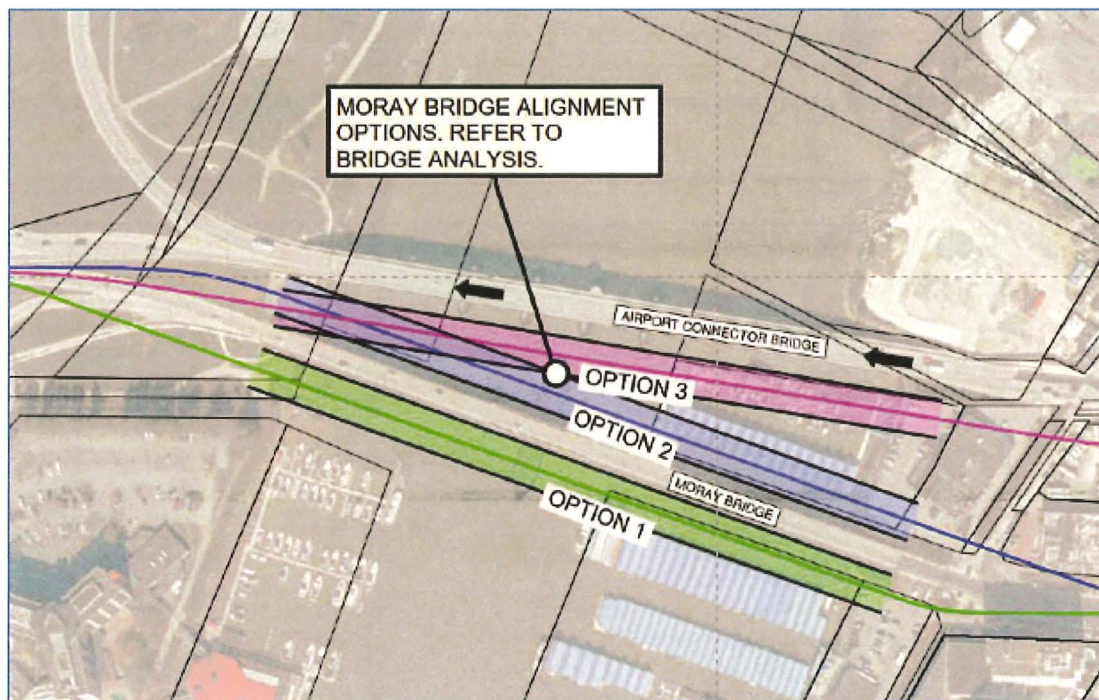 MORAY BRIDGE ALIGNMENT
OPTIONS. REFER TO
BRIDGE ANALYSIS.
AIRPORT CONNECTOR BRIDGE
OPTION 3
OPTION 2
MORAY BRIDGE
OPTION 1